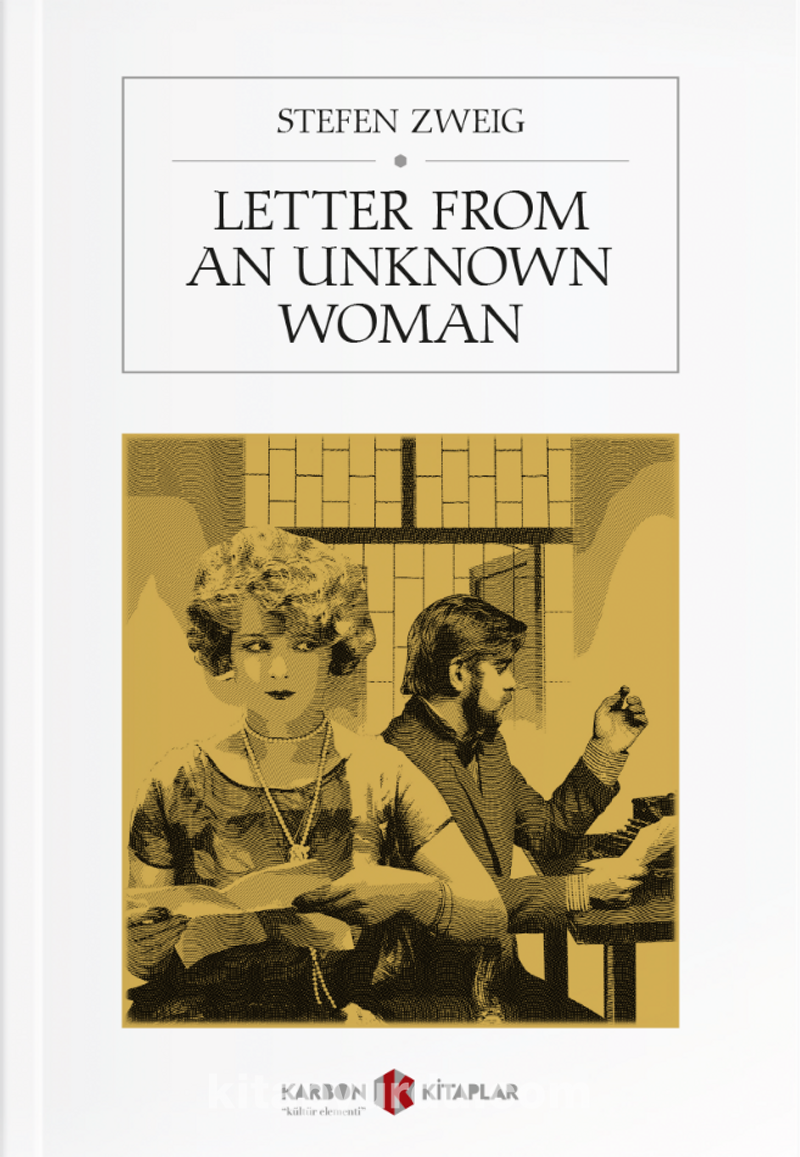 STEFEN ZWEIG
LETTER FROM
AN UNKNOWN
WOMAN
KARBON KİTAPLAR
"kültür elementi"